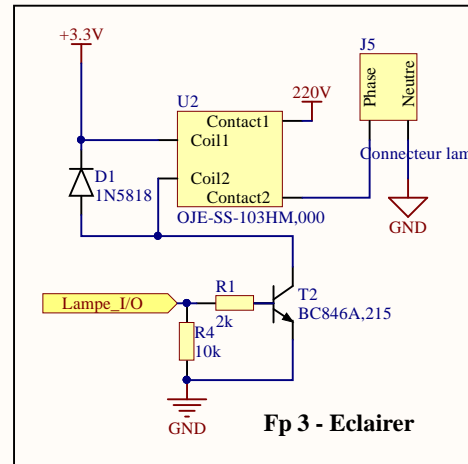 +3.3V
J5
Phase
Neutre
U2
220V
Contact1
Coil1
Coil2
Contact2
OJE-SS-103HM,000
D1
1N5818
Connecteur lam
GND
Lampe_I/O
R1
2k
T2
BC846A,215
R4
10k
GND
Fp 3 - Eclairer